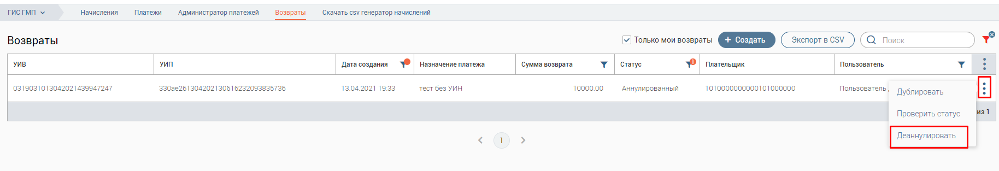 ГИС ГМП Начисления Платежи Администратор платежей Возвраты Скачать csv генератор начислений
Возвраты Только мои возвраты + Создать Экспорт в CSV Поиск
УИВ УИП Дата создания Назначение платежа Сумма возврата Статус 1 Плательщик Пользователь
0319031013042021439947247 330ae261304202130616232093835736 13.04.2021 19:33 тест без УИН 10000.00 Аннулированный 1010000000000101000000 Пользователь
Дублировать
Проверить статус из 1
Деаннулировать
1